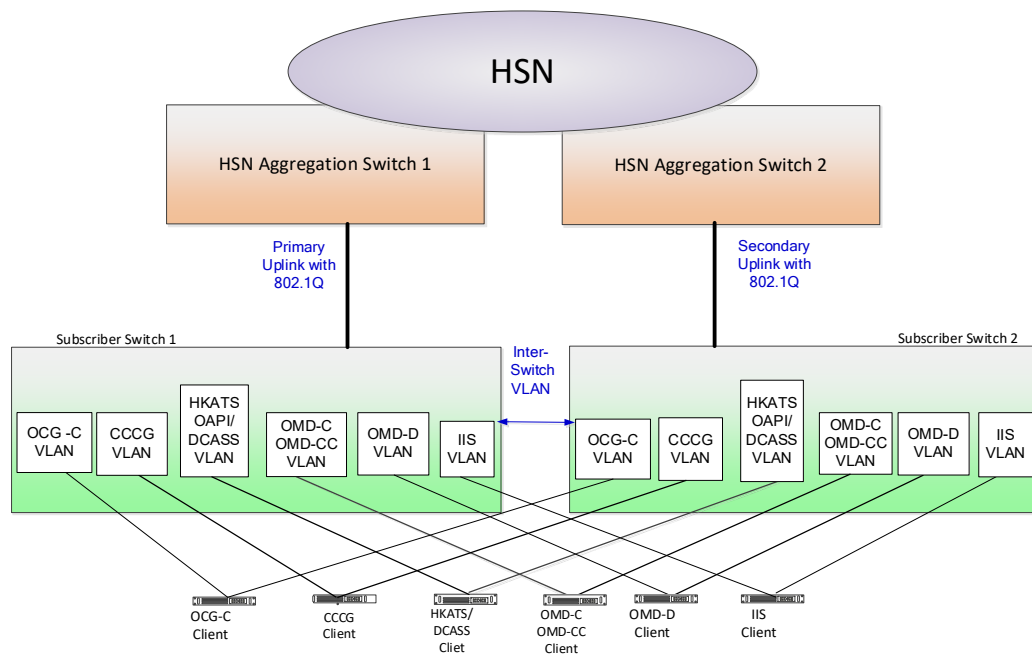 HSN
HSN Aggregation Switch 1
HSN Aggregation Switch 2
Primary
Uplink with
802.1Q
Secondary
Uplink with
802.1Q
Subscriber Switch 1
Subscriber Switch 2
Inter-
Switch
VLAN
OCG -C
VLAN
CCCG
VLAN
HKATS
OAPI/
DCASS
VLAN
OMD-C
OMD-CC
VLAN
OMD-D
VLAN
IIS
VLAN
OCG-C
VLAN
CCCG
VLAN
HKATS
OAPI/
DCASS
VLAN
OMD-C
OMD-CC
VLAN
OMD-D
VLAN
IIS
VLAN
OCG-C
Client
CCCG
Client
HKATS/
DCASS
Cliet
OMD-C
OMD-CC
Client
OMD-D
Client
IIS
Client